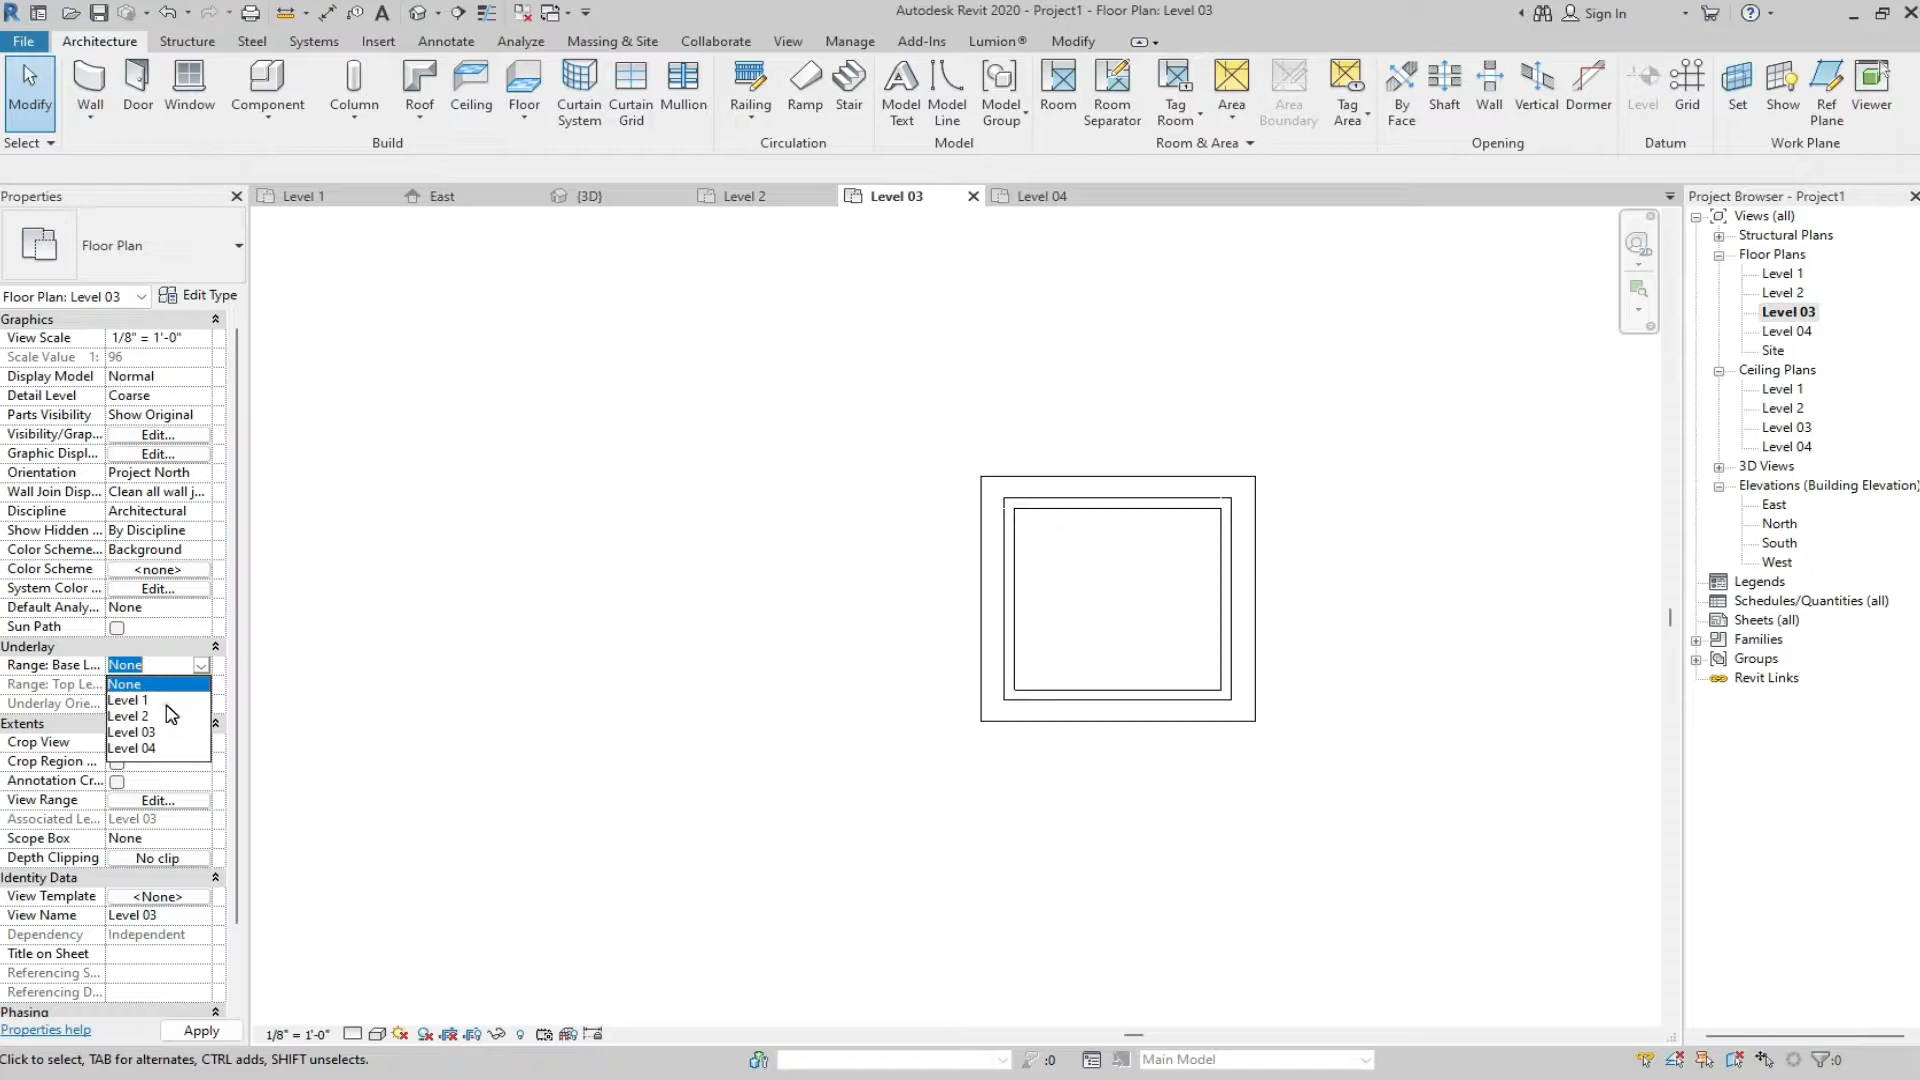 Autodesk Revit 2020 - Project1 - Floor Plan: Level 03
Sign In
File
Architecture
Structure
Steel
Systems
Insert
Annotate
Analyze
Massing & Site
Collaborate
View
Manage
Add-Ins
Lumion®
Modify
Modify
Wall
Door
Window
Component
Column
Roof
Ceiling
Floor
Curtain
System
Curtain
Grid
Mullion
Railing
Ramp
Stair
Model
Text
Model
Line
Model
Group
Room
Room
Separator
Tag
Room
Area
Area
Boundary
Tag
Area
By
Face
Shaft
Wall
Vertical
Dormer
Level
Grid
Set
Show
Ref
Plane
Viewer
Select
Build
Circulation
Model
Room & Area
Opening
Datum
Work Plane
Properties
Level 1
East
{3D}
Level 2
Level 03
Level 04
Floor Plan
Floor Plan: Level 03
Edit Type
Graphics
View Scale 1/8" = 1'-0"
Scale Value 1: 96
Display Model Normal
Detail Level Coarse
Parts Visibility Show Original
Visibility/Grap... Edit...
Graphic Displ... Edit...
Orientation Project North
Wall Join Disp... Clean all wall j...
Discipline Architectural
Show Hidden ... By Discipline
Color Scheme... Background
Color Scheme <none>
System Color ... Edit...
Default Analy... None
Sun Path
Underlay
Range: Base L... None
Range: Top Le... None
Underlay Orie... Level 1
Level 2
Extents
Level 03
Crop View
Level 04
Crop Region ...
Annotation Cr...
View Range Edit...
Associated Le... Level 03
Scope Box None
Depth Clipping No clip
Identity Data
View Template <None>
View Name Level 03
Dependency Independent
Title on Sheet
Referencing S...
Referencing D...
Phasing
Properties help
Apply
Project Browser - Project1
Views (all)
Structural Plans
Floor Plans
Level 1
Level 2
Level 03
Level 04
Site
Ceiling Plans
Level 1
Level 2
Level 03
Level 04
3D Views
Elevations (Building Elevation)
East
North
South
West
Legends
Schedules/Quantities (all)
Sheets (all)
Families
Groups
Revit Links
1/8" = 1'-0"
Click to select, TAB for alternates, CTRL adds, SHIFT unselects.
:0
Main Model
:0